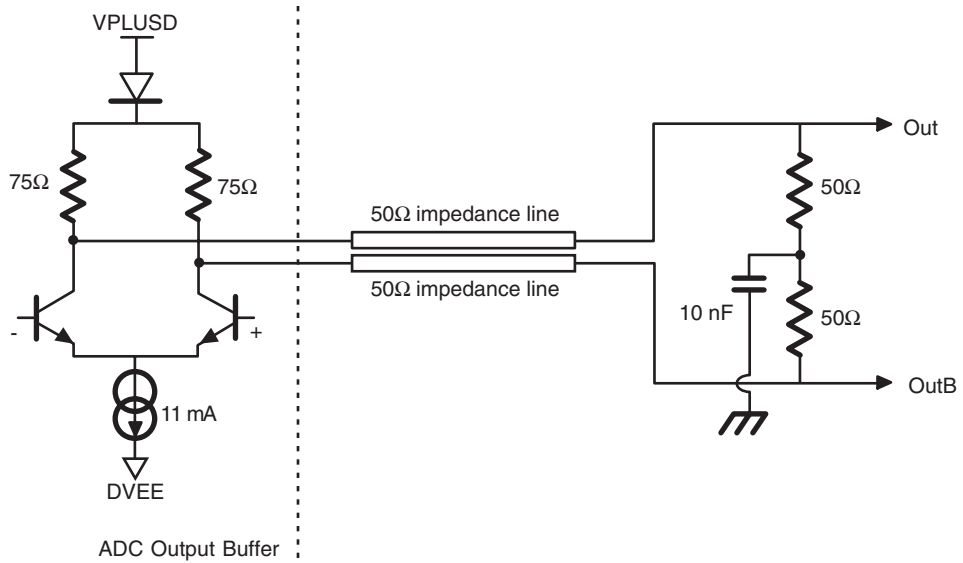 VPLUSD
75Ω
75Ω
50Ω impedance line
50Ω impedance line
Out
50Ω
10 nF
50Ω
OutB
-
+
11 mA
DVEE
ADC Output Buffer